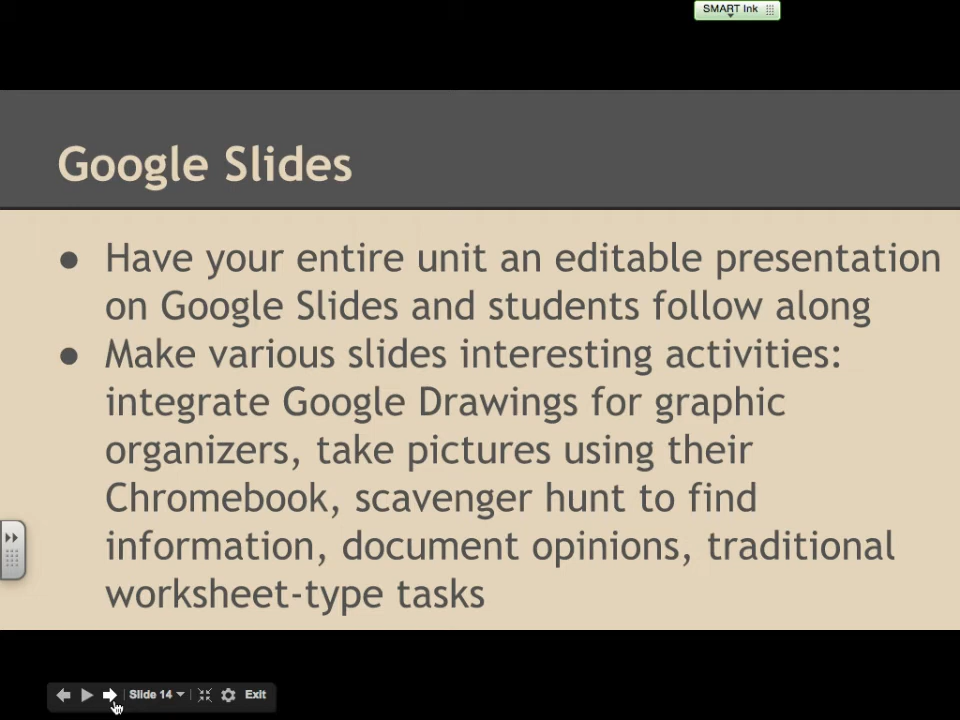 SMART Ink
Google Slides
● Have your entire unit an editable presentation
on Google Slides and students follow along
● Make various slides interesting activities:
integrate Google Drawings for graphic
organizers, take pictures using their
Chromebook, scavenger hunt to find
information, document opinions, traditional
worksheet-type tasks
Slide 14 Exit